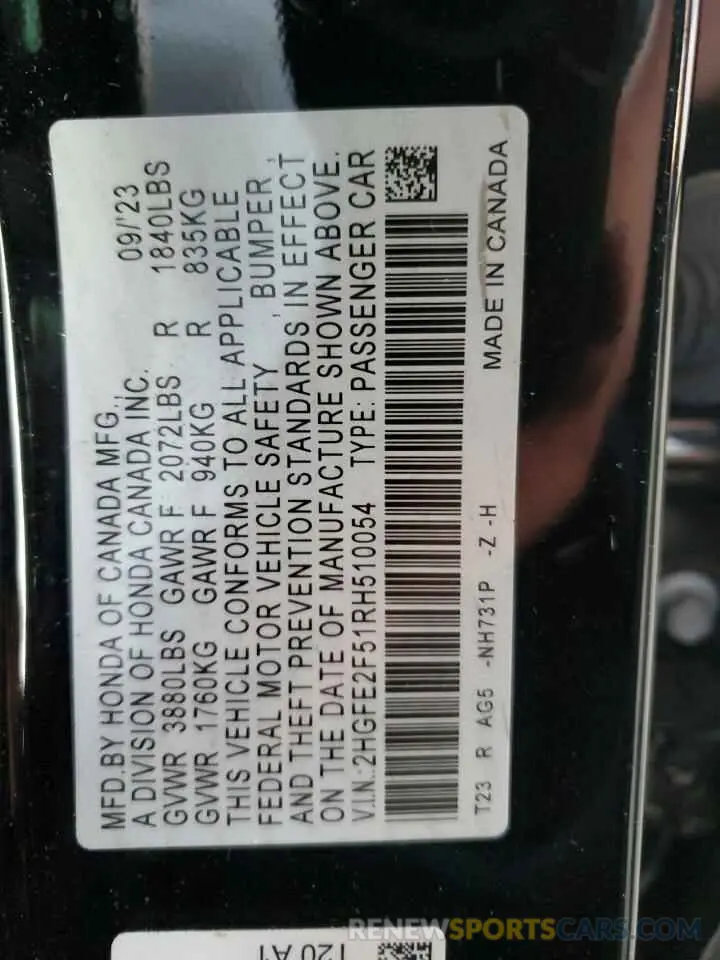 MFD.BY HONDA OF CANADA MFG., 09/'23
A DIVISION OF HONDA CANADA INC.
GVWR 3880LBS GAWR F 2072LBS R 1840LBS
GVWR 1760KG GAWR F 940KG R 835KG
THIS VEHICLE CONFORMS TO ALL APPLICABLE
FEDERAL MOTOR VEHICLE SAFETY , BUMPER ,
AND THEFT PREVENTION STANDARDS IN EFFECT
ON THE DATE OF MANUFACTURE SHOWN ABOVE.
V.I.N.:2HGFE2F51RH510054 TYPE: PASSENGER CAR
T23 R AG5 -NH731P -Z -H MADE IN CANADA
T20 A1
RENEWSPORTSCARS.COM